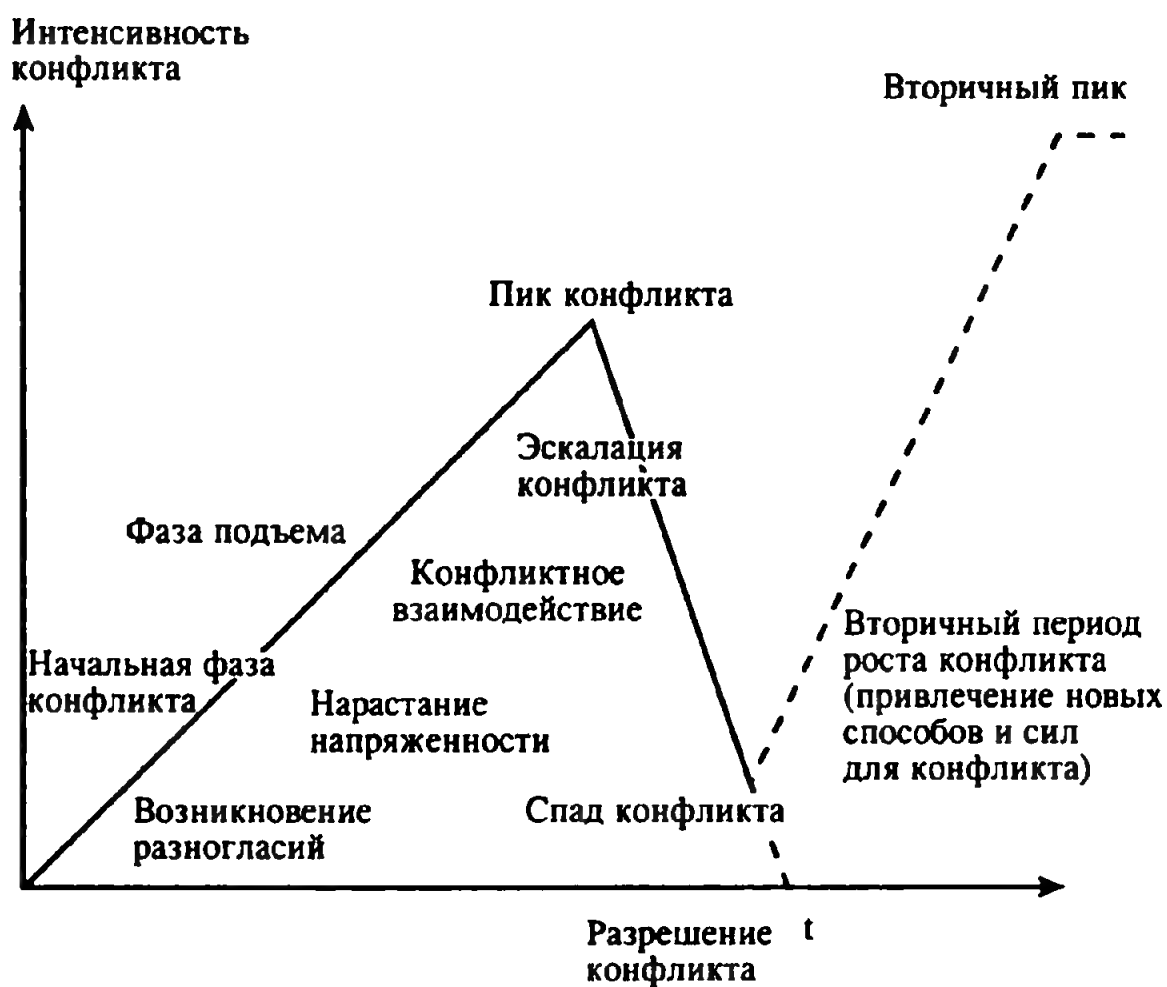 Интенсивность
конфликта
Вторичный пик
Пик конфликта
Эскалация
конфликта
Фаза подъема
Конфликтное
взаимодействие
Начальная фаза
конфликта
Нарастание
напряженности
Вторичный период
роста конфликта
(привлечение новых
способов и сил
для конфликта)
Возникновение
разногласий
Спад конфликта
Разрешение
конфликта
t